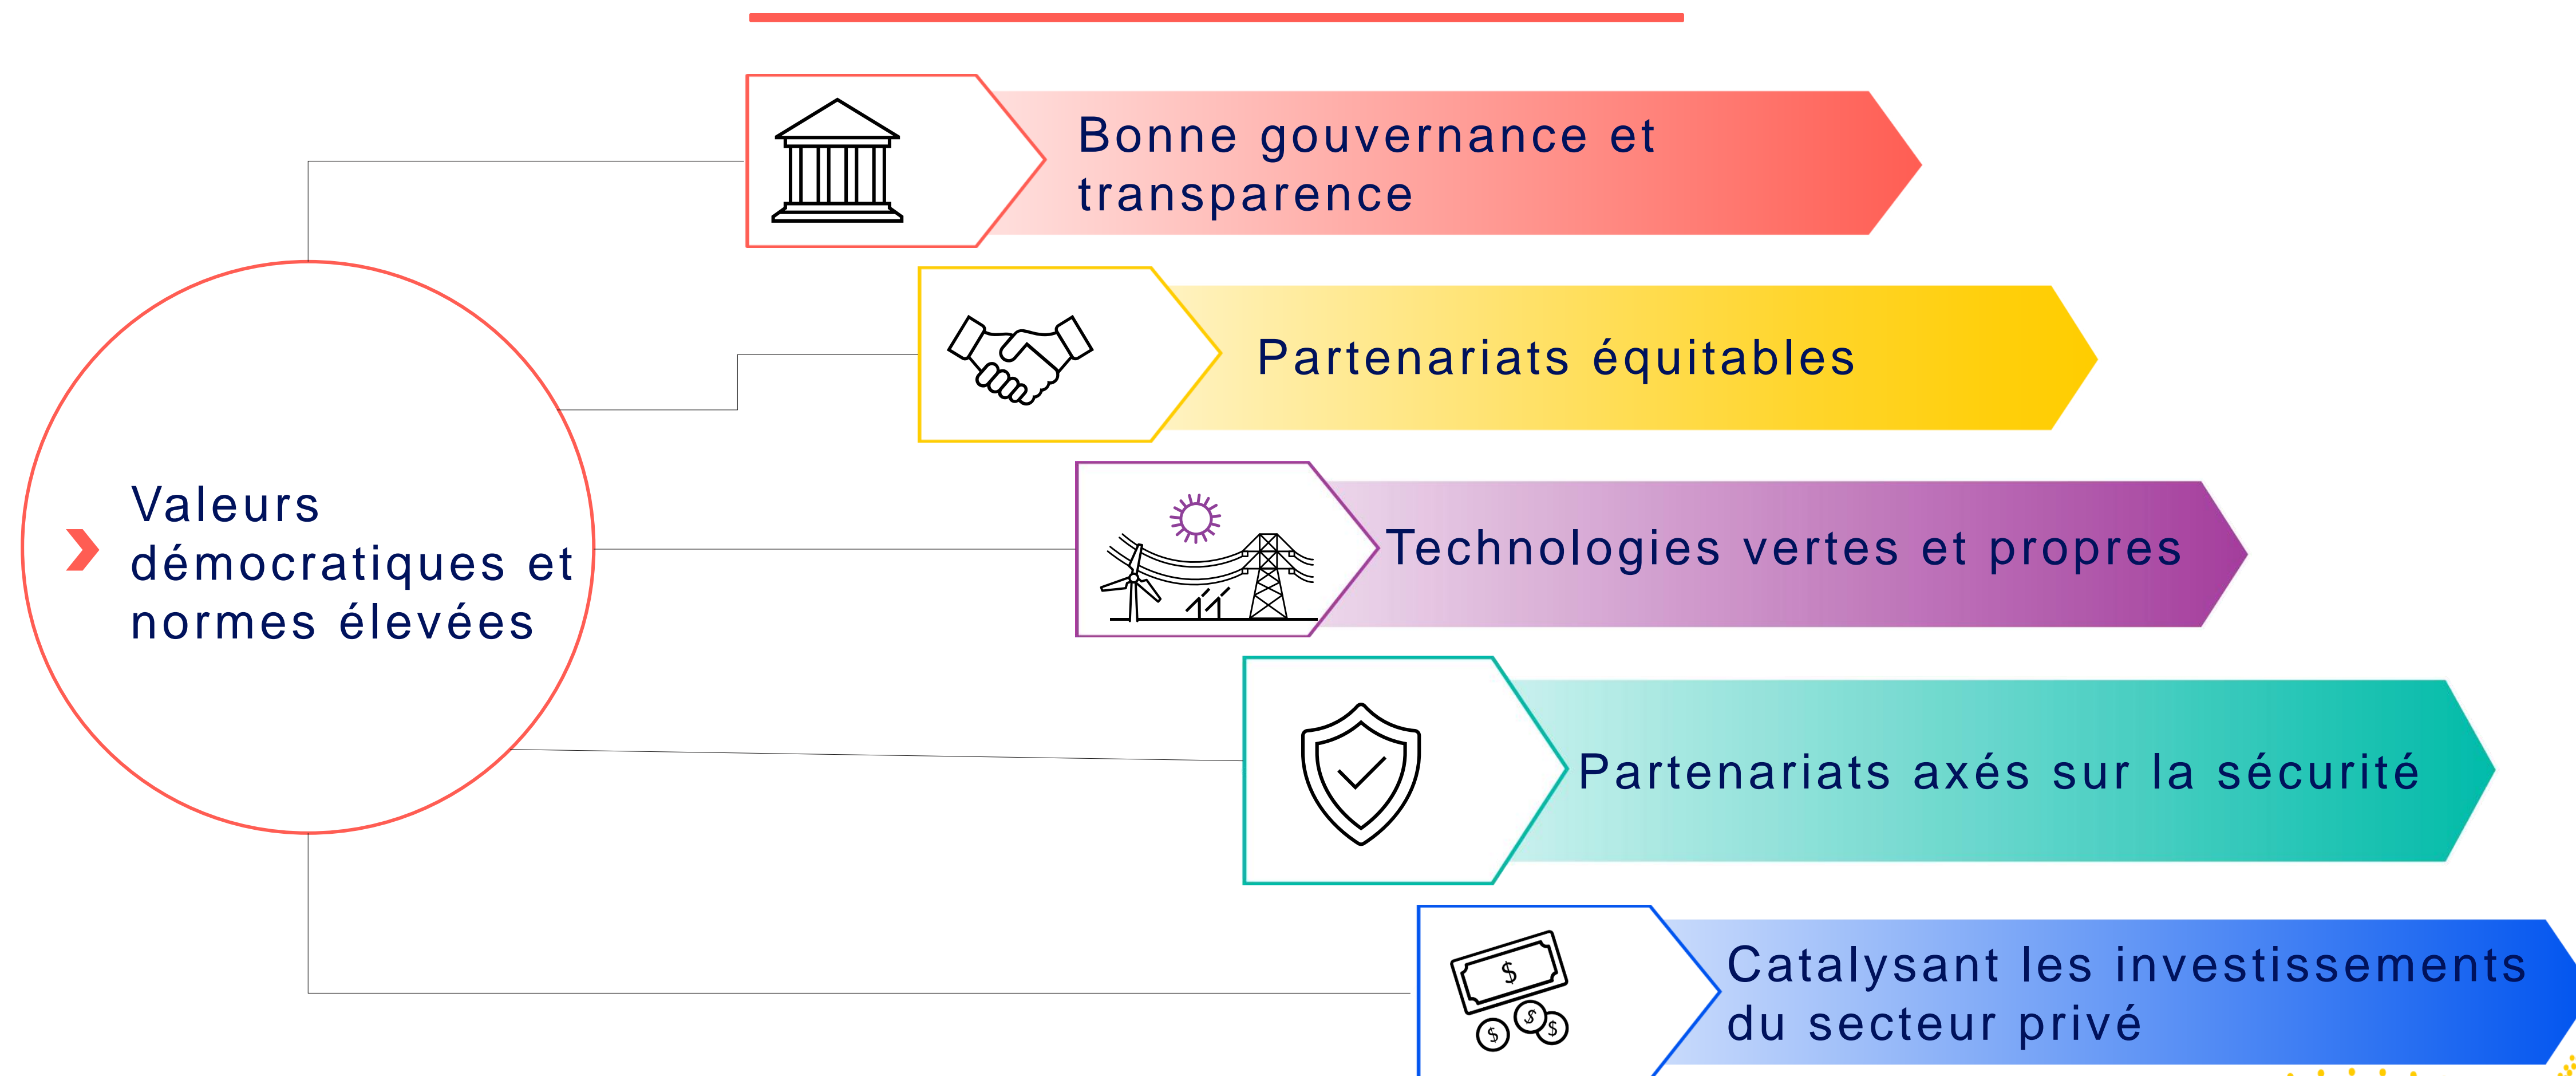 Bonne gouvernance et
transparence
Partenariats équitables
Valeurs
démocratiques et
normes élevées
Technologies vertes et propres
Partenariats axés sur la sécurité
Catalysant les investissements
du secteur privé
$
$
$
$